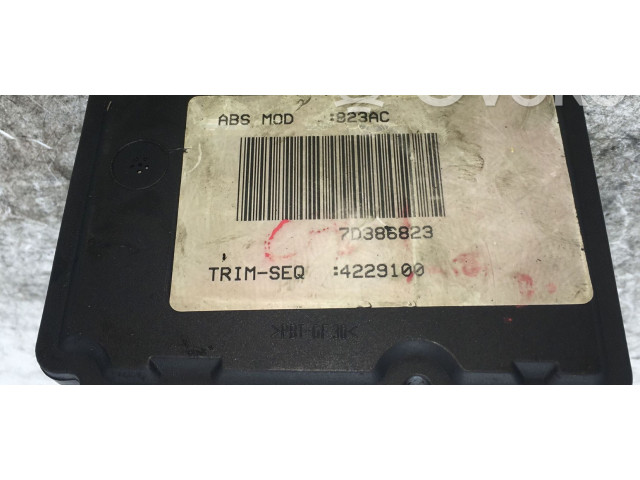 ABS MOD :823AC
7D386823
TRIM-SEQ :4229100